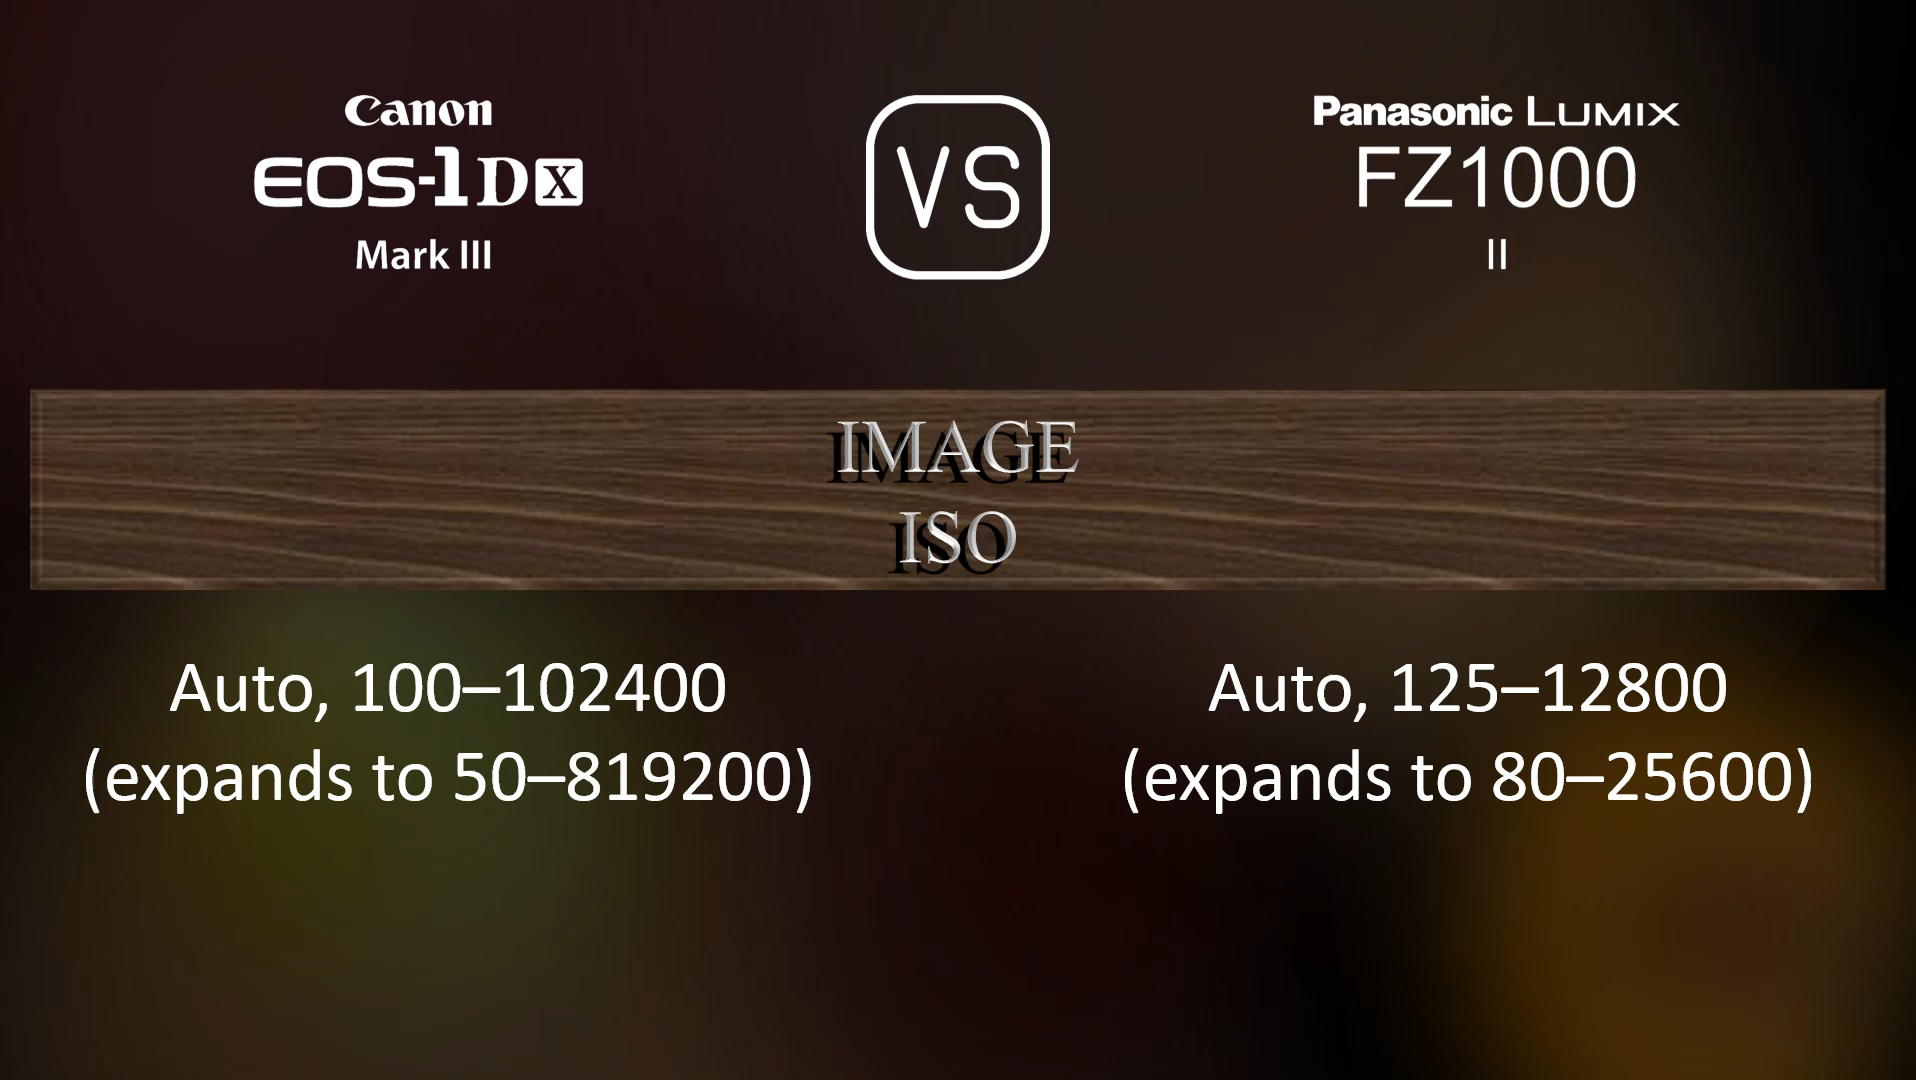 Canon
EOS-1 D X
Mark III
VS
Panasonic LUMIX
FZ1000
II
IMAGE
ISO
Auto, 100–102400
(expands to 50–819200)
Auto, 125–12800
(expands to 80–25600)